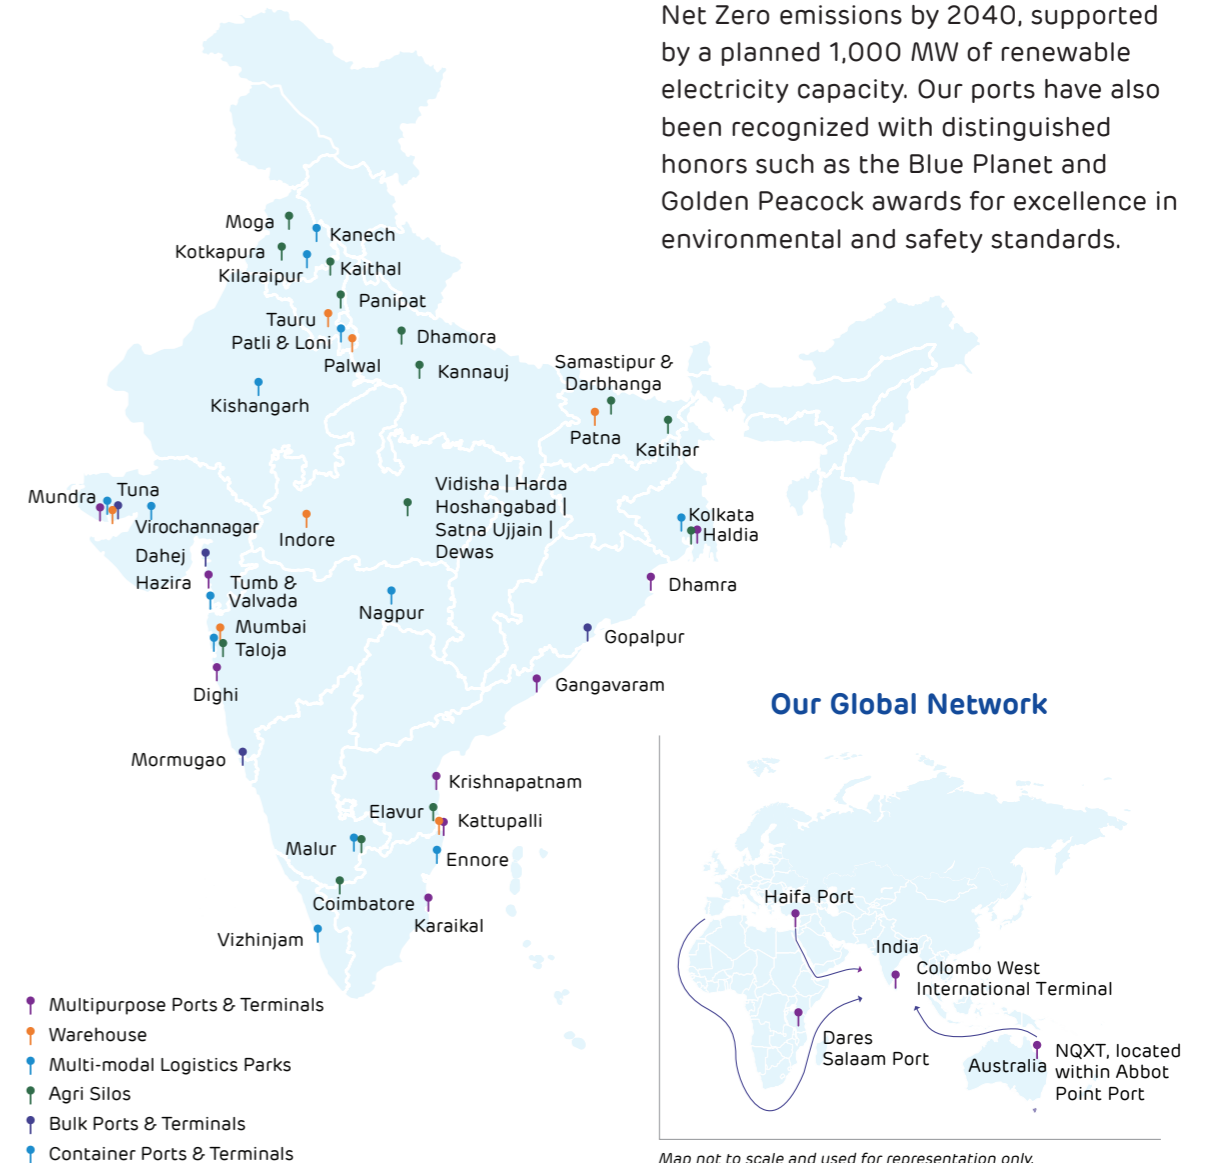 Net Zero emissions by 2040, supported
by a planned 1,000 MW of renewable
electricity capacity. Our ports have also
been recognized with distinguished
honors such as the Blue Planet and
Golden Peacock awards for excellence in
environmental and safety standards.
Moga
Kanech
Kotkapura
Kilaraipur
Kaithal
Panipat
Tauru
Patli & Loni
Palwal
Dhamora
Kannauj
Kishangarh
Samastipur &
Darbhanga
Patna
Katihar
Mundra
Tuna
Virochannagar
Indore
Vidisha | Harda
Hoshangabad |
Satna Ujjain |
Dewas
Kolkata
Haldia
Dahej
Hazira
Tumb &
Valvada
Nagpur
Dhamra
Mumbai
Taloja
Gopalpur
Dighi
Gangavaram
Mormugao
Krishnapatnam
Elavur
Kattupalli
Malur
Ennore
Coimbatore
Karaikal
Vizhinjam
Multipurpose Ports & Terminals
Warehouse
Multi-modal Logistics Parks
Agri Silos
Bulk Ports & Terminals
Container Ports & Terminals
Our Global Network
Haifa Port
India
Colombo West
International Terminal
Dares
Salaam Port
Australia
NQXT, located
within Abbot
Point Port
Map not to scale and used for representation only.